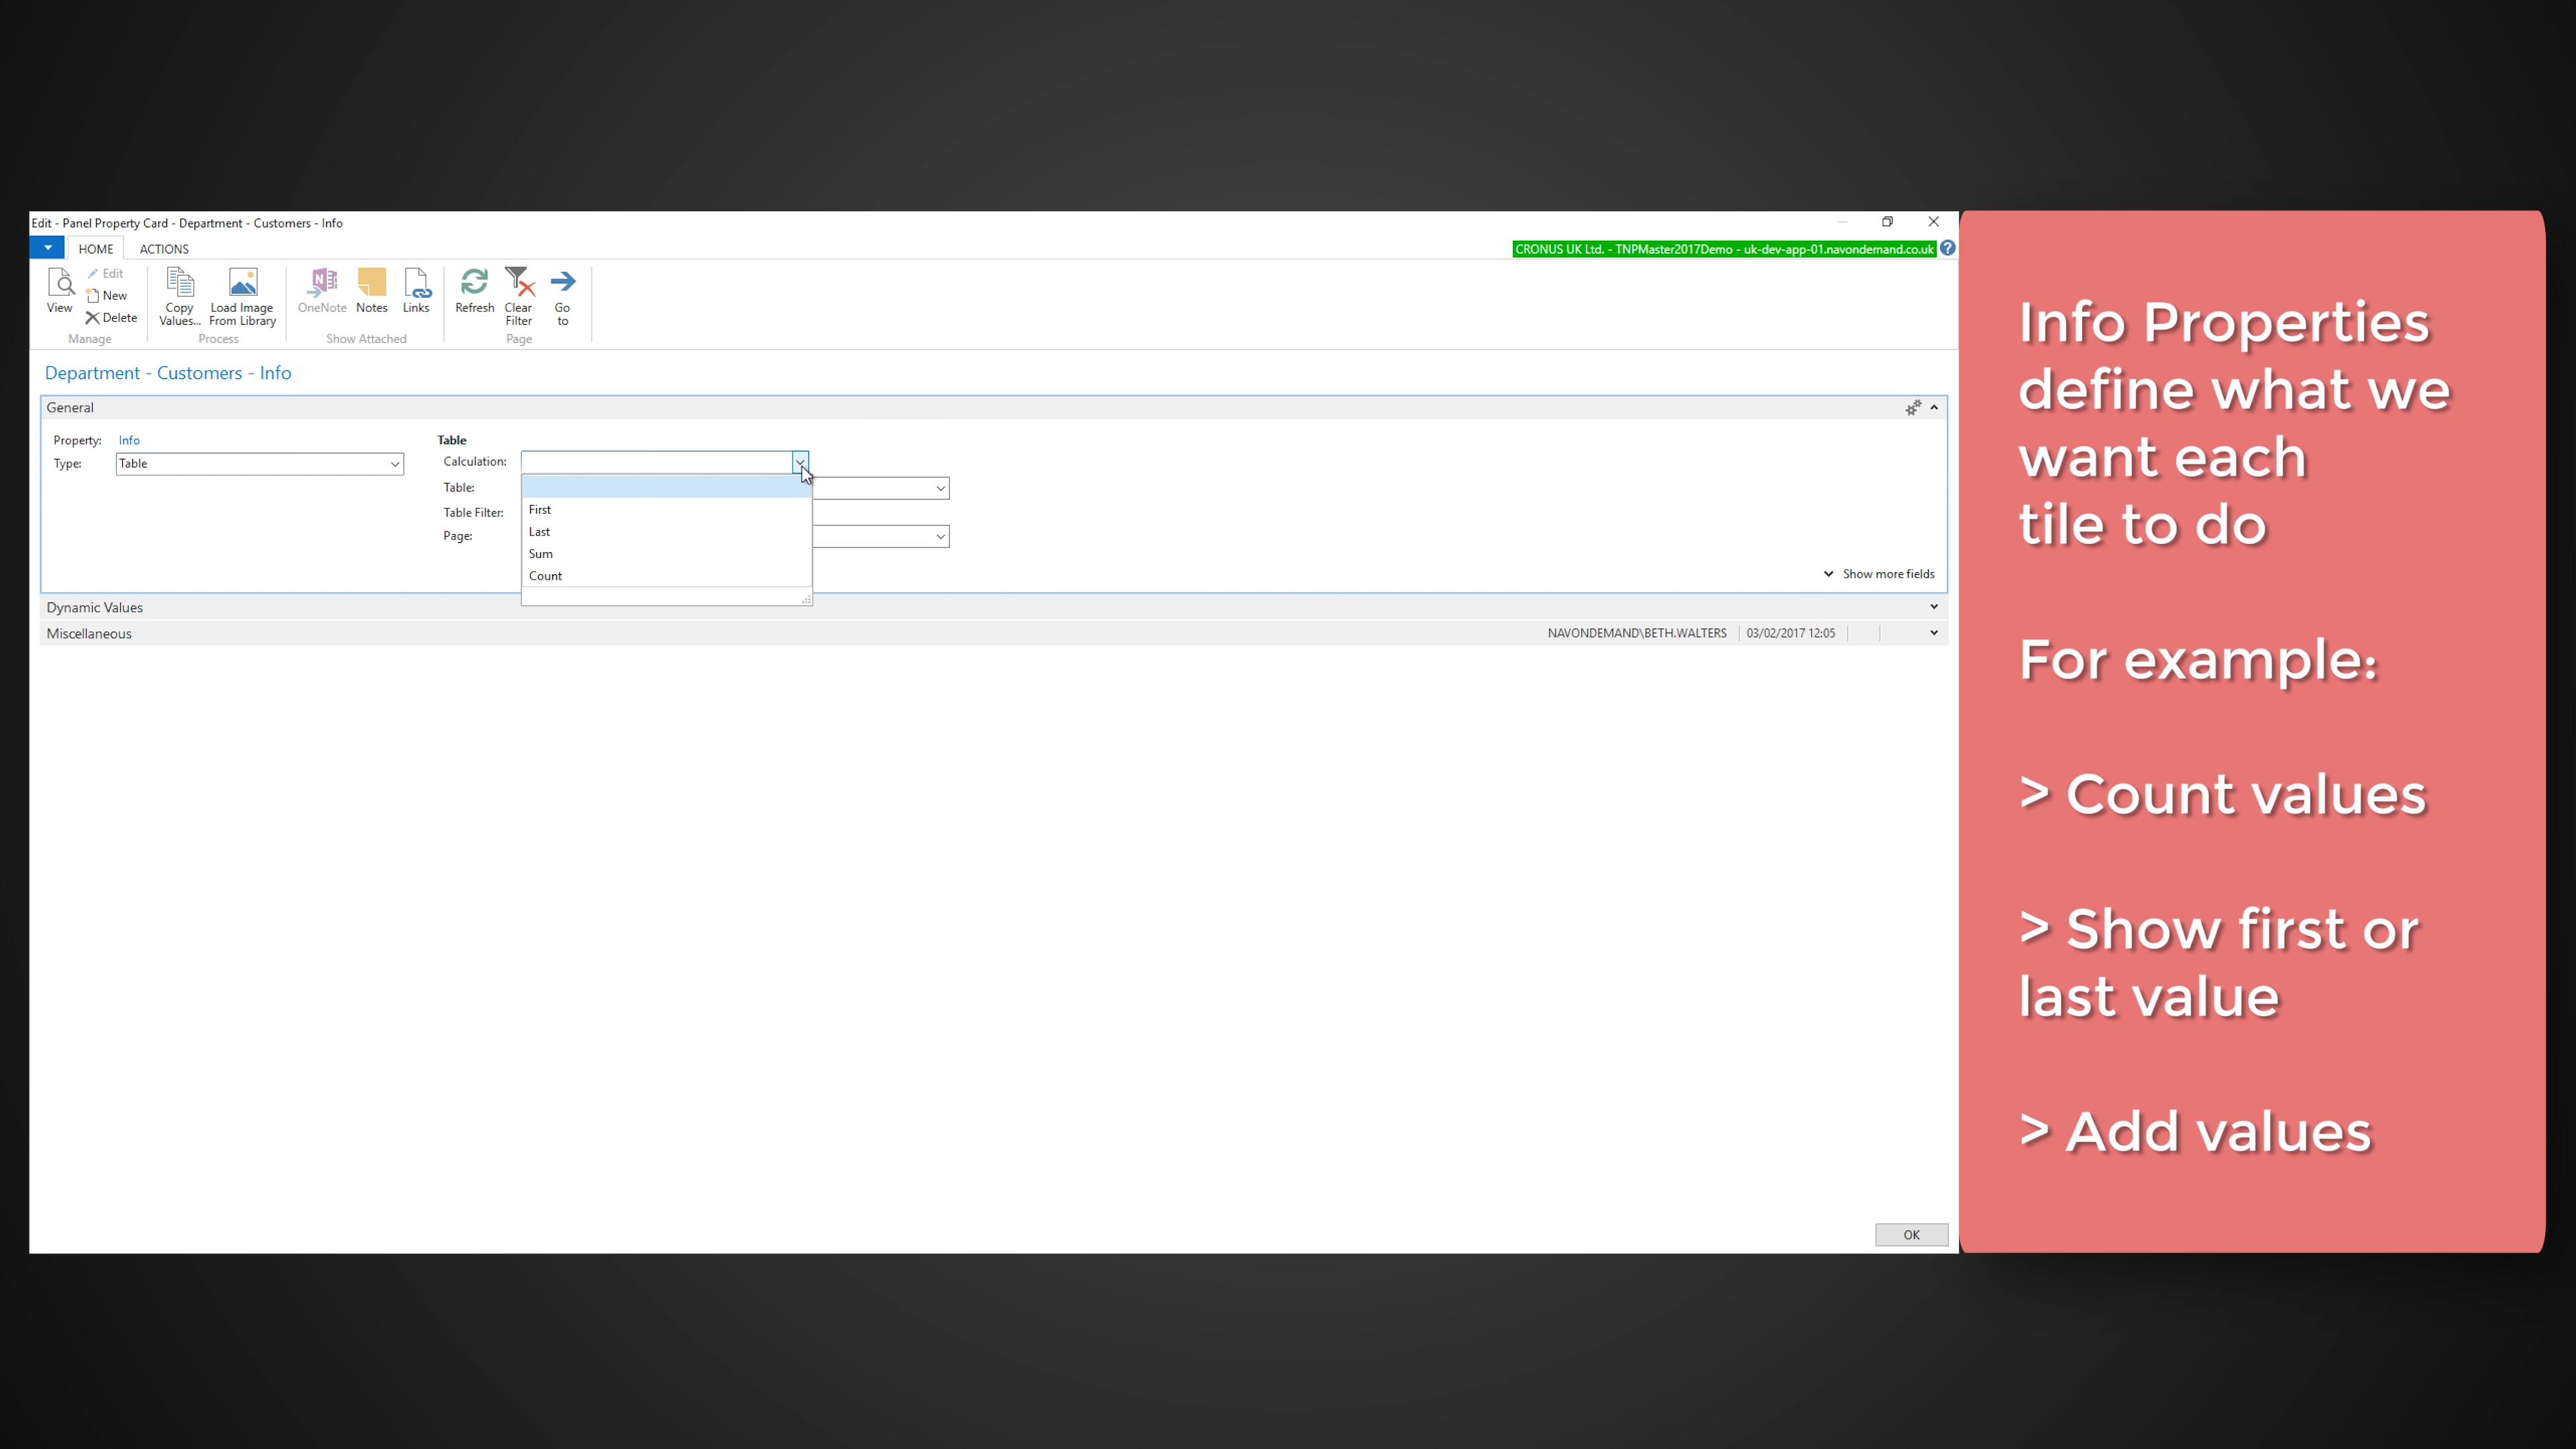 Edit - Panel Property Card - Department - Customers - Info
HOME
ACTIONS
CRONUS UK Ltd. - TNPMaster2017Demo - uk-dev-app-01.navondemand.co.uk
?
View
Edit
New
Delete
Copy
Values...
Load Image
From Library
OneNote
Notes
Links
Refresh
Clear
Filter
Go
to
Manage
Process
Show Attached
Page
Department - Customers - Info
General
Property: Info
Type: Table
Table
Calculation:
Table:
Table Filter:
Page:
First
Last
Sum
Count
Show more fields
Dynamic Values
Miscellaneous
NAVONDEMAND\BETH.WALTERS
03/02/2017 12:05
OK
Info Properties
define what we
want each
tile to do
For example:
> Count values
> Show first or
last value
> Add values